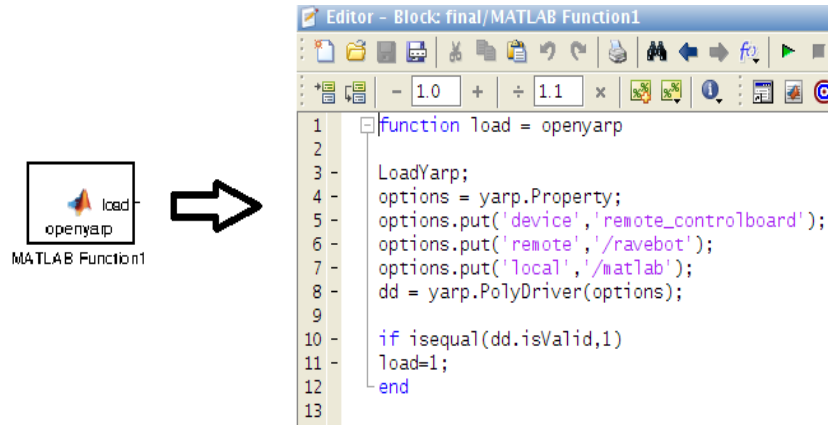 load
openyarp
MATLAB Function1
Editor - Block: final/MATLAB Function1
- 1.0 + ÷ 1.1 ×
1 function load = openyarp
2
3 - LoadYarp;
4 - options = yarp.Property;
5 - options.put('device','remote_controlboard');
6 - options.put('remote','/ravebot');
7 - options.put('local','/matlab');
8 - dd = yarp.PolyDriver(options);
9
10 - if isequal(dd.isValid,1)
11 - load=1;
12 end
13